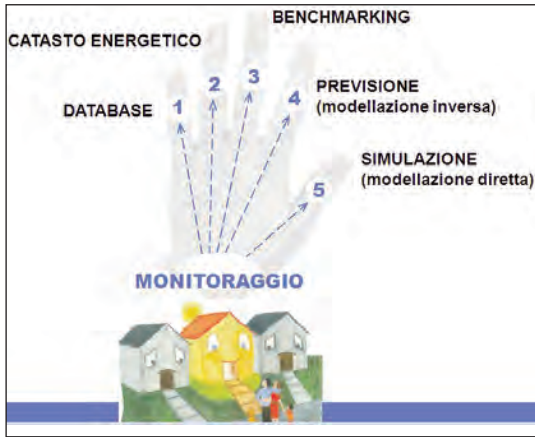 BENCHMARKING
CATASTO ENERGETICO
2
3
DATABASE
1
4
PREVISIONE
(modellazione inversa)
SIMULAZIONE
(modellazione diretta)
5
MONITORAGGIO